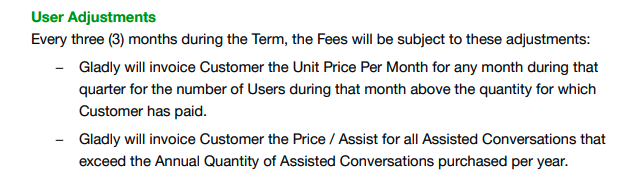 User Adjustments
Every three (3) months during the Term, the Fees will be subject to these adjustments:
– Gladly will invoice Customer the Unit Price Per Month for any month during that
quarter for the number of Users during that month above the quantity for which
Customer has paid.
– Gladly will invoice Customer the Price / Assist for all Assisted Conversations that
exceed the Annual Quantity of Assisted Conversations purchased per year.